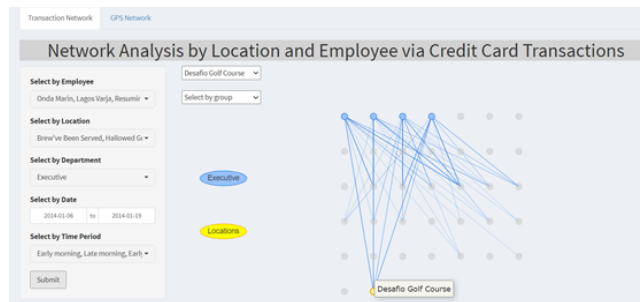 Transaction Network GPS Network
Network Analysis by Location and Employee via Credit Card Transactions
Select by Employee
Onda Marin, Lagos Varja, Resumir
Select by Location
Brew've Been Served, Hallowed G
Select by Department
Executive
Select by Date
2014-01-06 to 2014-01-19
Select by Time Period
Early morning, Late morning, Early
Submit
Desafio Golf Course
Select by group
Executive
Locations
Desafio Golf Course